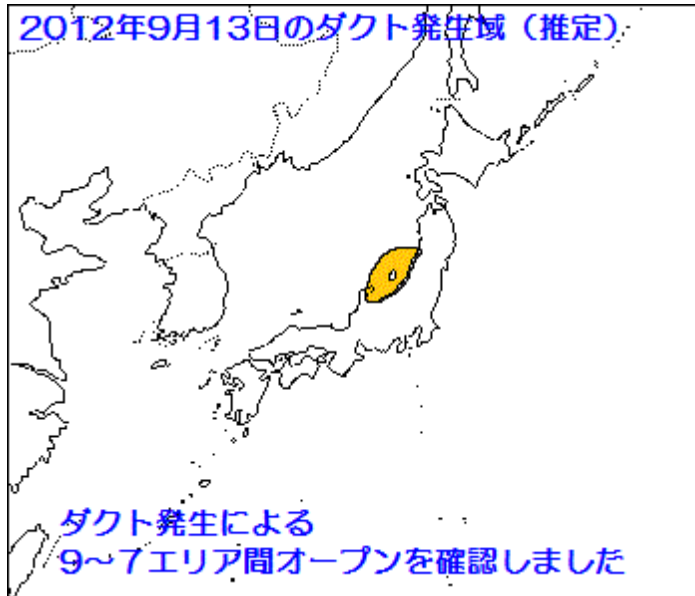 2012年9月13日のダクト発生域（推定）
ダクト発生による
9～7エリア間オープンを確認しました